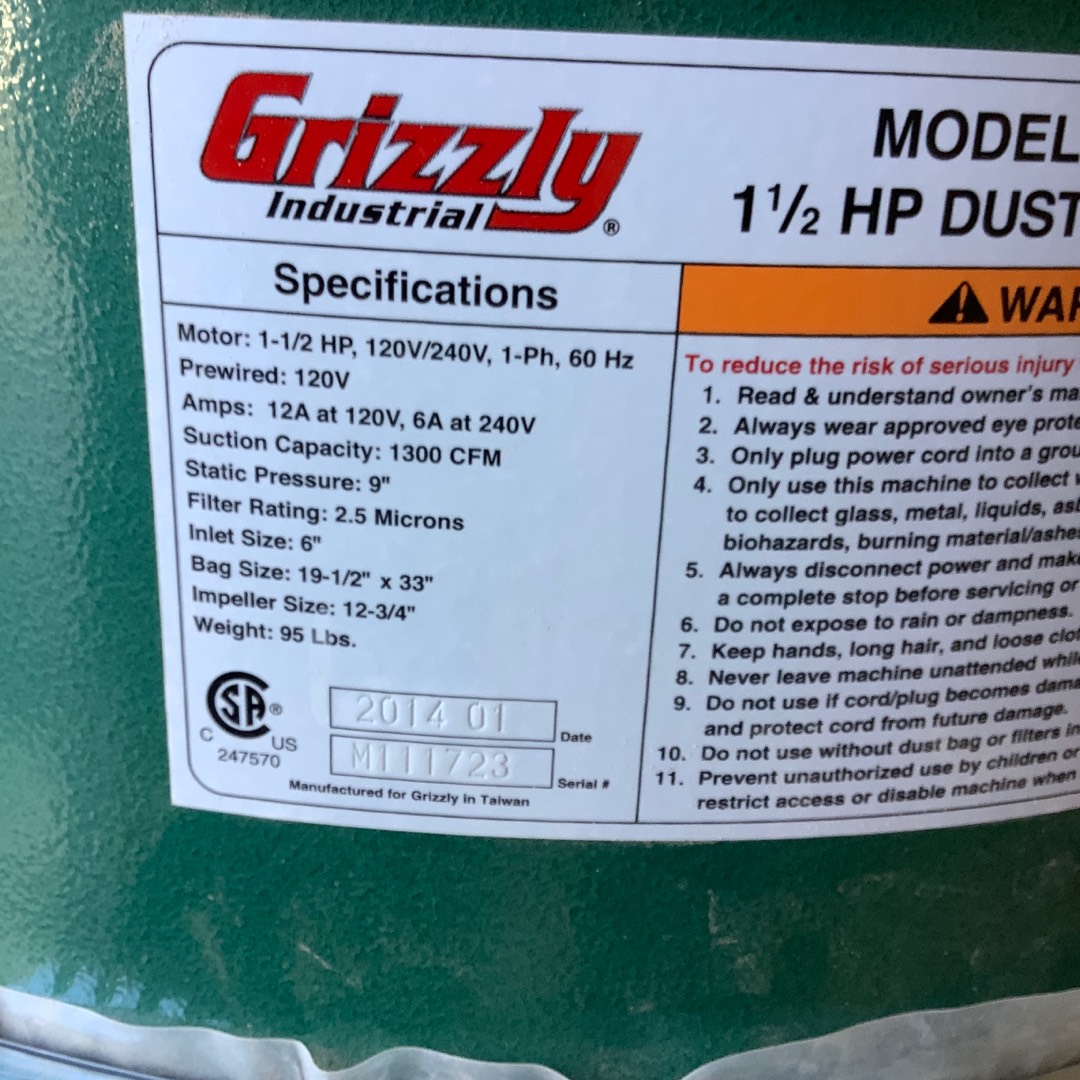 Grizzly
Industrial®
MODEL
1½ HP DUST
Specifications
Motor: 1-1/2 HP, 120V/240V, 1-Ph, 60 Hz
Prewired: 120V
Amps: 12A at 120V, 6A at 240V
Suction Capacity: 1300 CFM
Static Pressure: 9"
Filter Rating: 2.5 Microns
Inlet Size: 6"
Bag Size: 19-1/2" x 33"
Impeller Size: 12-3/4"
Weight: 95 Lbs.
SA®
C US
247570
2014 01 Date
M111723 Serial #
Manufactured for Grizzly in Taiwan
To reduce the risk of serious injury
1. Read & understand owner's
2. Always wear approved eye
3. Only plug power cord into a
4. Only use this machine to collect
to collect glass, metal, liquids,
biohazards, burning material/
5. Always disconnect power and
a complete stop before servicing or
6. Do not expose to rain or dampness.
7. Keep hands, long hair, and loose
8. Never leave machine unattended
9. Do not use if cord/plug becomes
and protect cord from future damage.
10. Do not use without dust bag or filters
11. Prevent unauthorized use by children or
restrict access or disable machine when